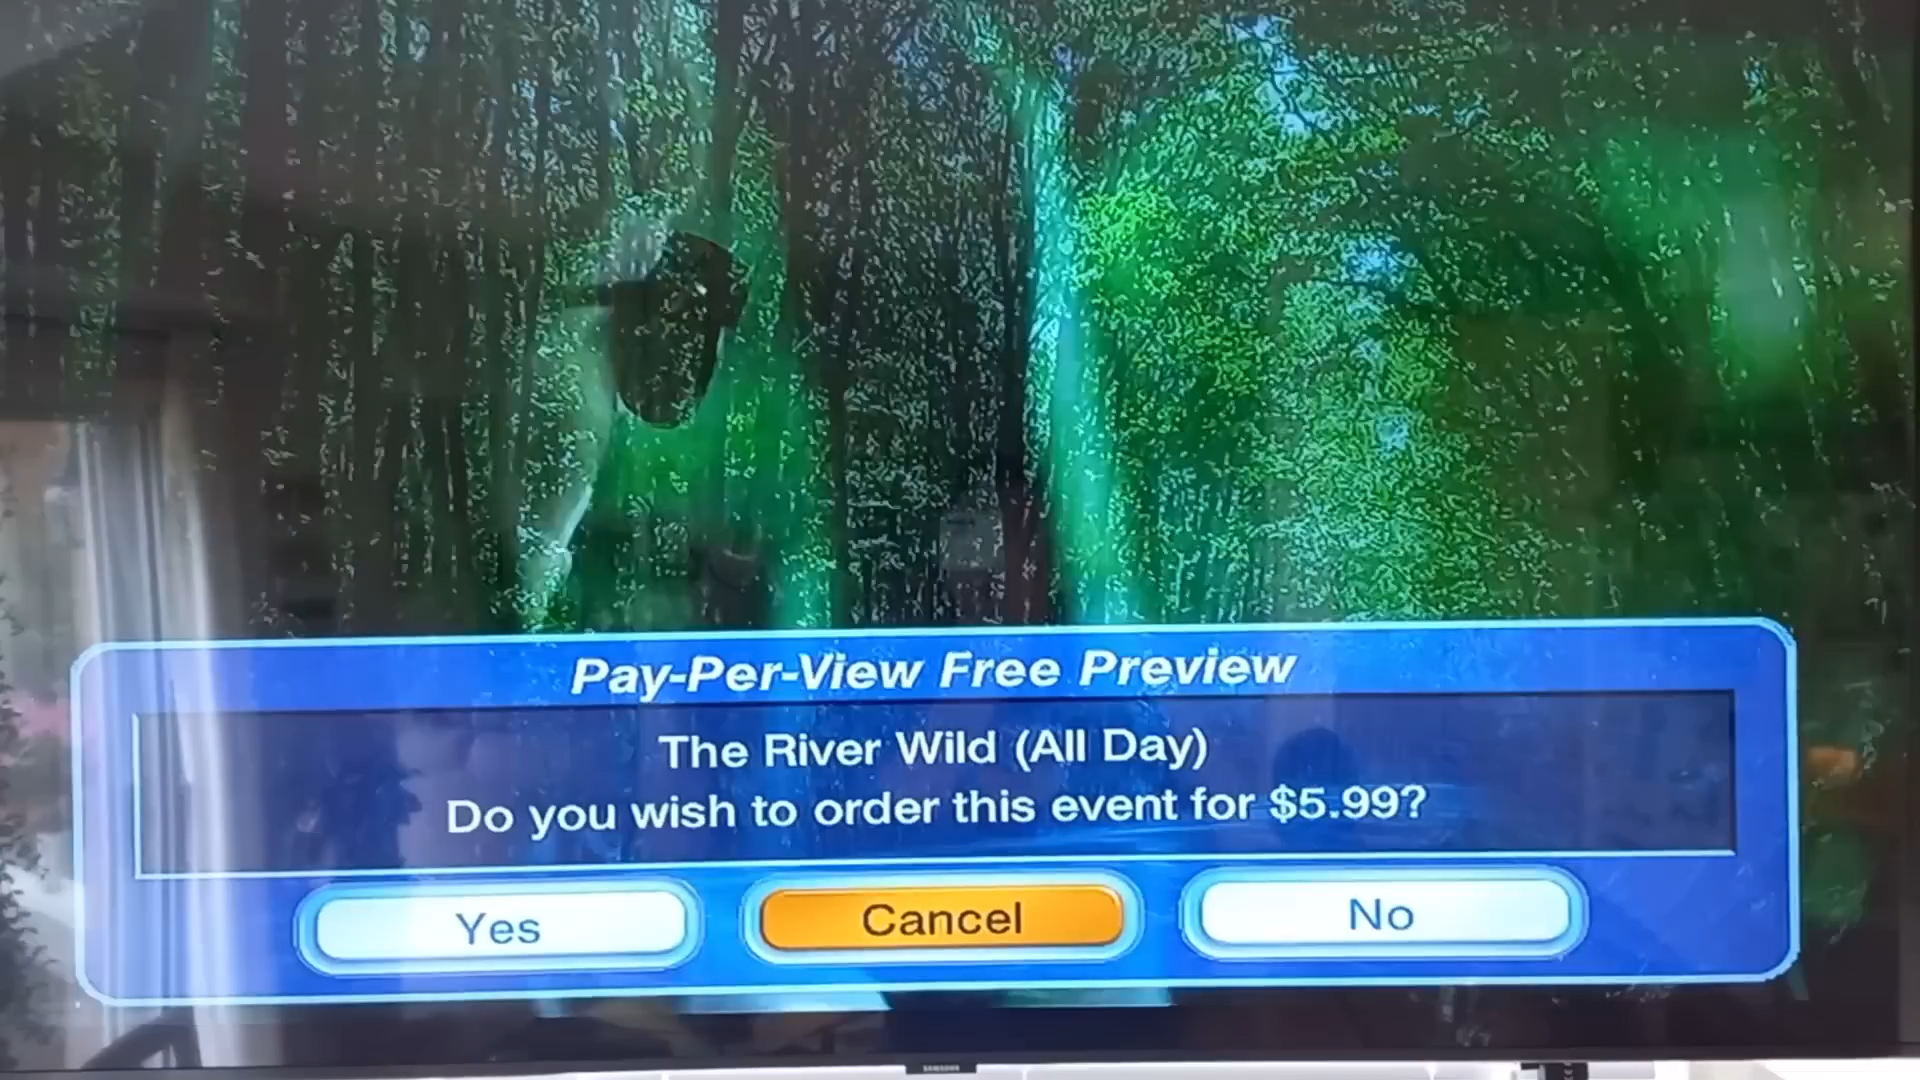 Pay-Per-View Free Preview
The River Wild (All Day)
Do you wish to order this event for $5.99?
Yes
Cancel
No
SAMSUNG